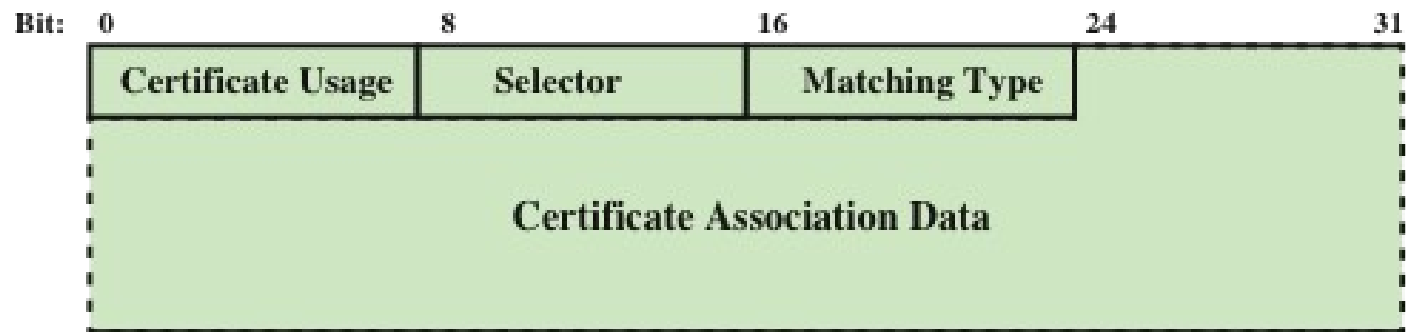 Bit: 0 8 16 24 31
Certificate Usage Selector Matching Type
Certificate Association Data